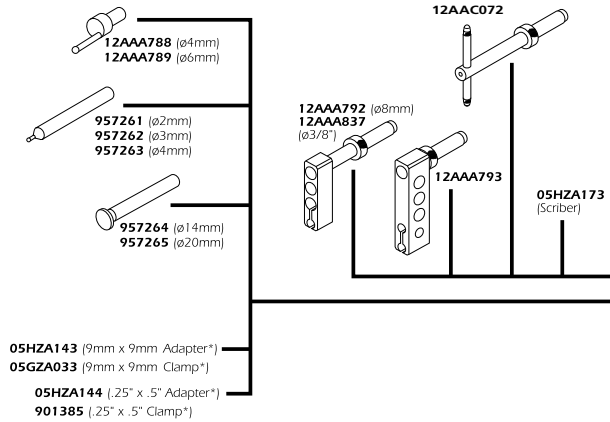 12AAC072
12AAA788 (ø4mm)
12AAA789 (ø6mm)
957261 (ø2mm)
957262 (ø3mm)
957263 (ø4mm)
12AAA792 (ø8mm)
12AAA837
(ø3/8")
12AAA793
05HZA173
(Scriber)
957264 (ø14mm)
957265 (ø20mm)
05HZA143 (9mm x 9mm Adapter*)
05GZA033 (9mm x 9mm Clamp*)
05HZA144 (.25" x .5" Adapter*)
901385 (.25" x .5" Clamp*)